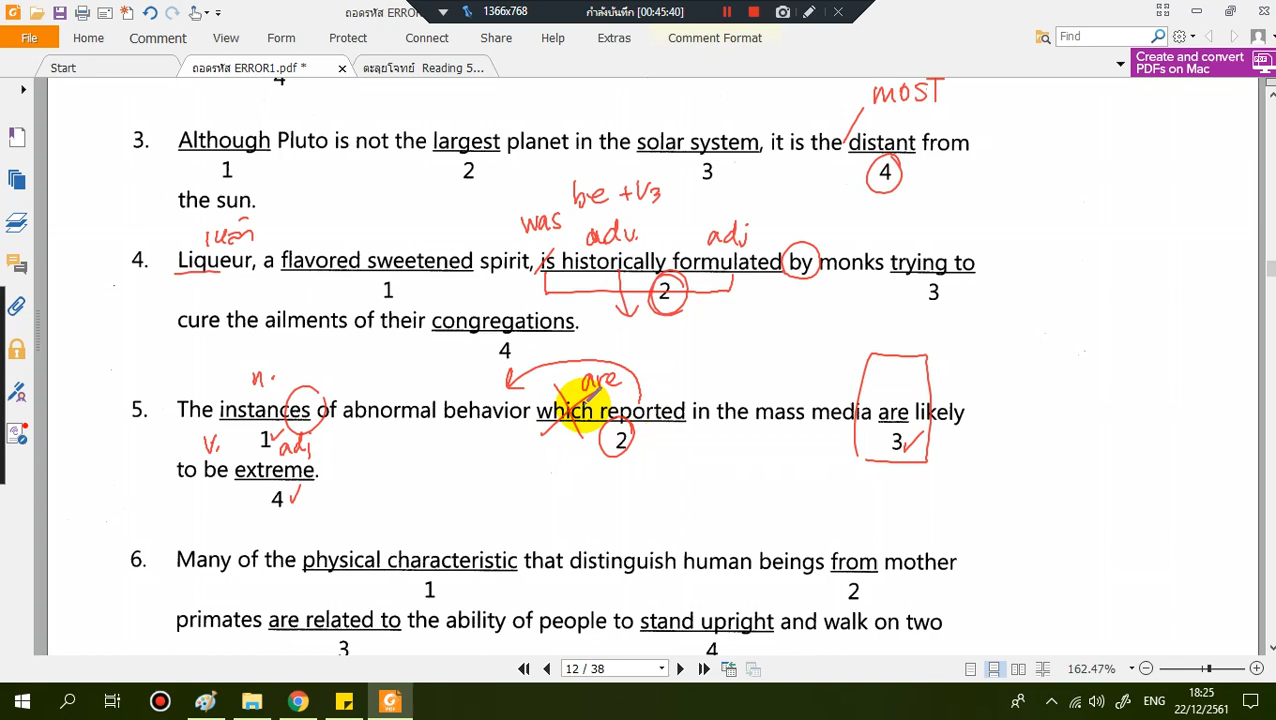 ถอดรหัส ERROR
1366x768
กำลังบันทึก (00:45:40)
File Home Comment View Form Protect Connect Share Help Extras Comment Format
Find
Start
ถอดรหัส ERROR1.pdf *
ตะลุยโจทย์ Reading 5...
Create and convert
PDFs on Mac
4
MOST
3. Although Pluto is not the largest planet in the solar system, it is the distant from
1 2 3 4
the sun.
be +V3
was adv. adj
4. Liqueur, a flavored sweetened spirit, is historically formulated by monks trying to
1 2 3
cure the ailments of their congregations.
4
n. are
5. The instances of abnormal behavior which reported in the mass media are likely
1 2 3
v. adj
to be extreme.
4
6. Many of the physical characteristic that distinguish human beings from mother
1 2
primates are related to the ability of people to stand upright and walk on two
3 4
12 / 38
162.47%
ENG
18:25
22/12/2561